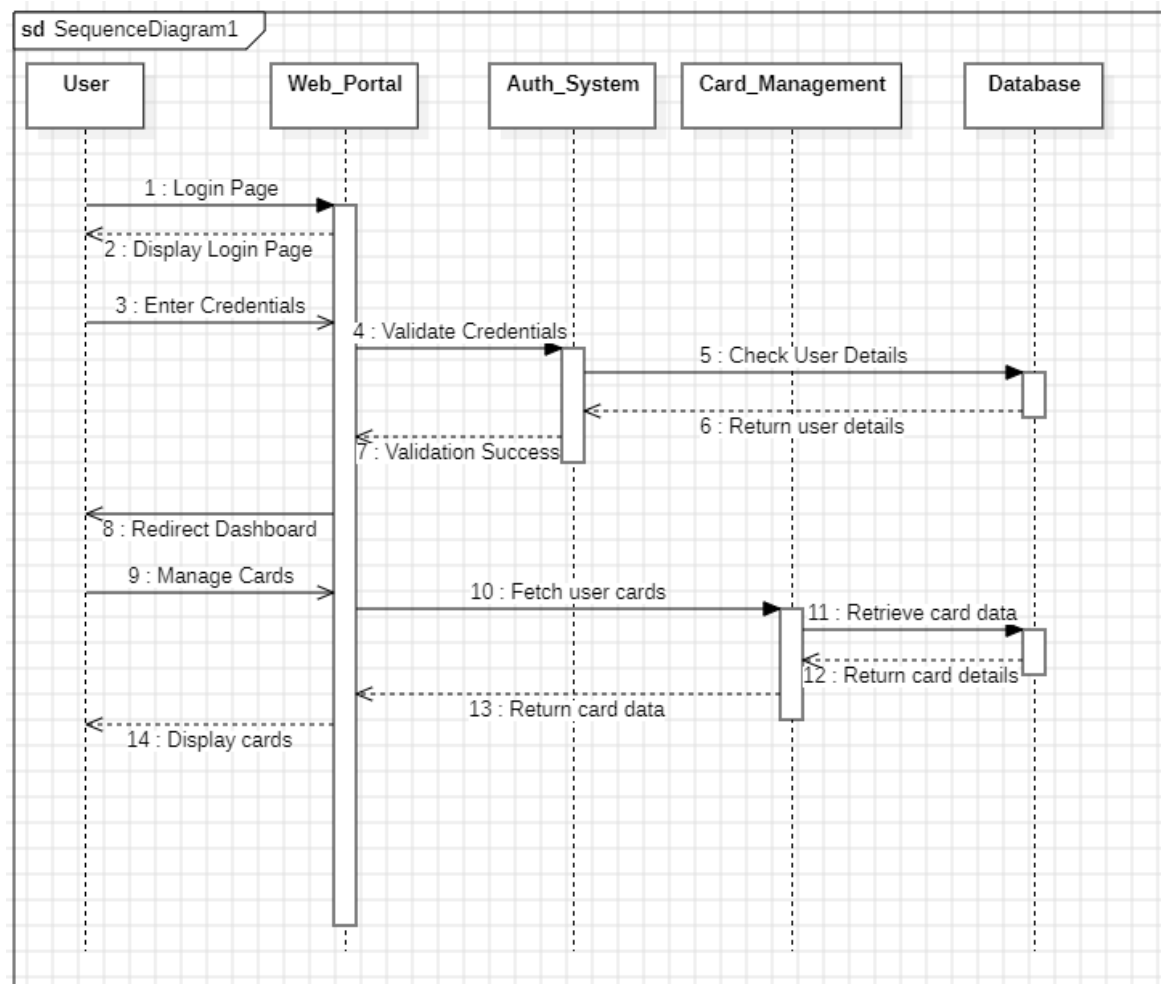 sd SequenceDiagram1
User
Web_Portal
Auth_System
Card_Management
Database
1 : Login Page
2 : Display Login Page
3 : Enter Credentials
4 : Validate Credentials
5 : Check User Details
6 : Return user details
7 : Validation Success
8 : Redirect Dashboard
9 : Manage Cards
10 : Fetch user cards
11 : Retrieve card data
12 : Return card details
13 : Return card data
14 : Display cards